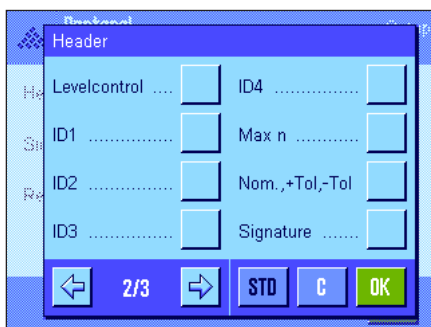 Header
Levelcontrol ....
ID1 ...............
ID2 ...............
ID3 ...............
ID4 ...............
Max n ...........
Nom.,+Tol,-Tol
Signature .......
2/3
STD
C
OK